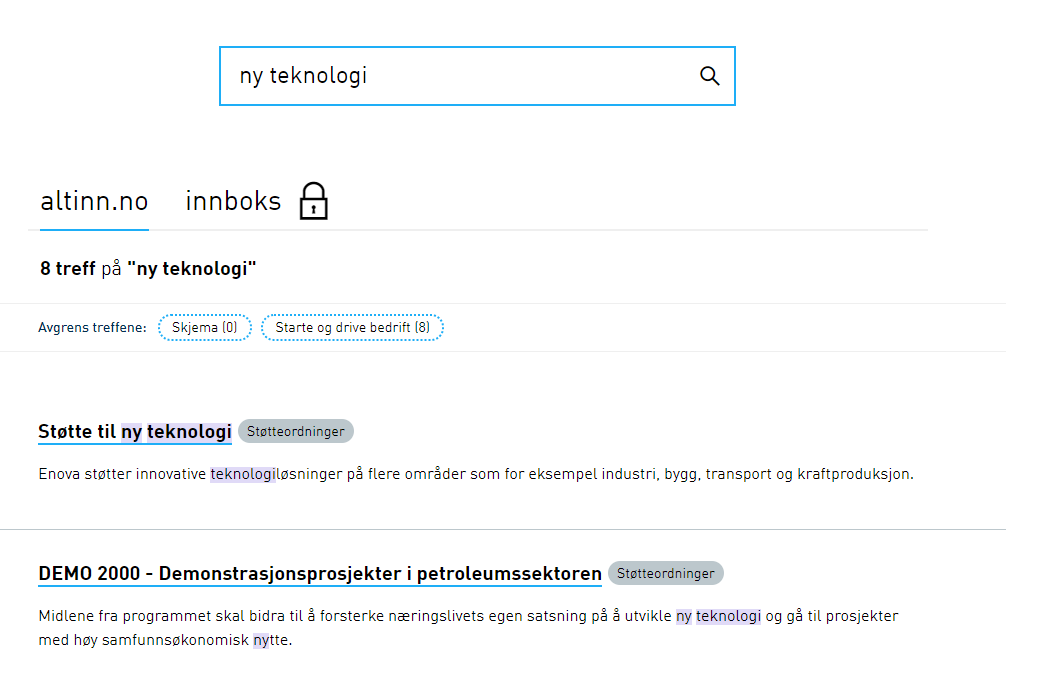 ny teknologi
altinn.no innboks
8 treff på "ny teknologi"
Avgrens treffene: Skjema (0) Starte og drive bedrift (8)
Støtte til ny teknologi Støtteordninger
Enova støtter innovative teknologiløsninger på flere områder som for eksempel industri, bygg, transport og kraftproduksjon.
DEMO 2000 - Demonstrasjonsprosjekter i petroleumssektoren Støtteordninger
Midlene fra programmet skal bidra til å forsterke næringslivets egen satsning på å utvikle ny teknologi og gå til prosjekter
med høy samfunnsøkonomisk nytte.